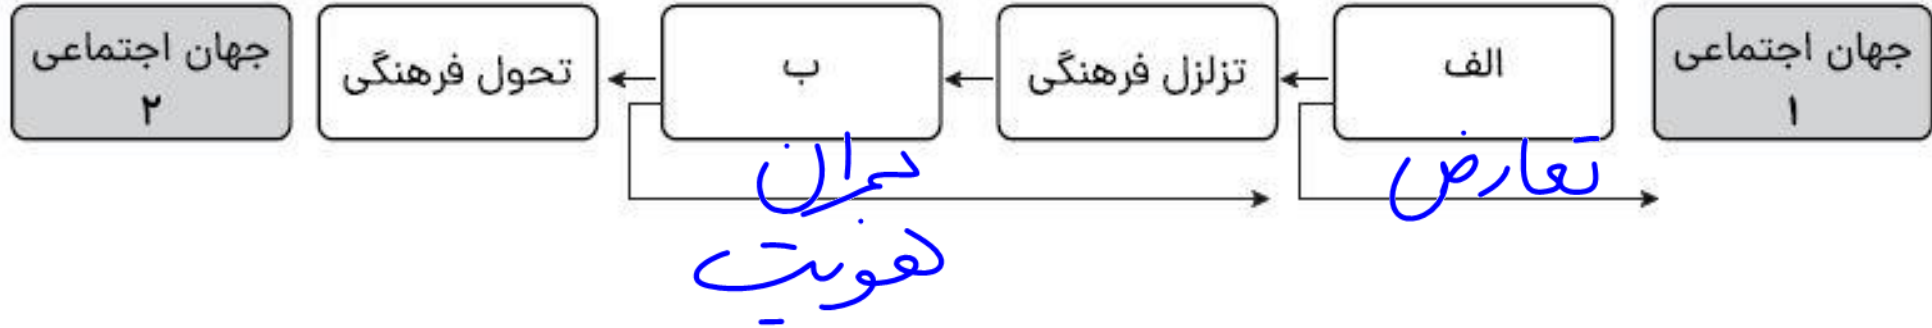 جهان اجتماعی ۱
الف
تزلزل فرهنگی
ب
تحول فرهنگی
جهان اجتماعی ۲
تعارض
بحران
هویت